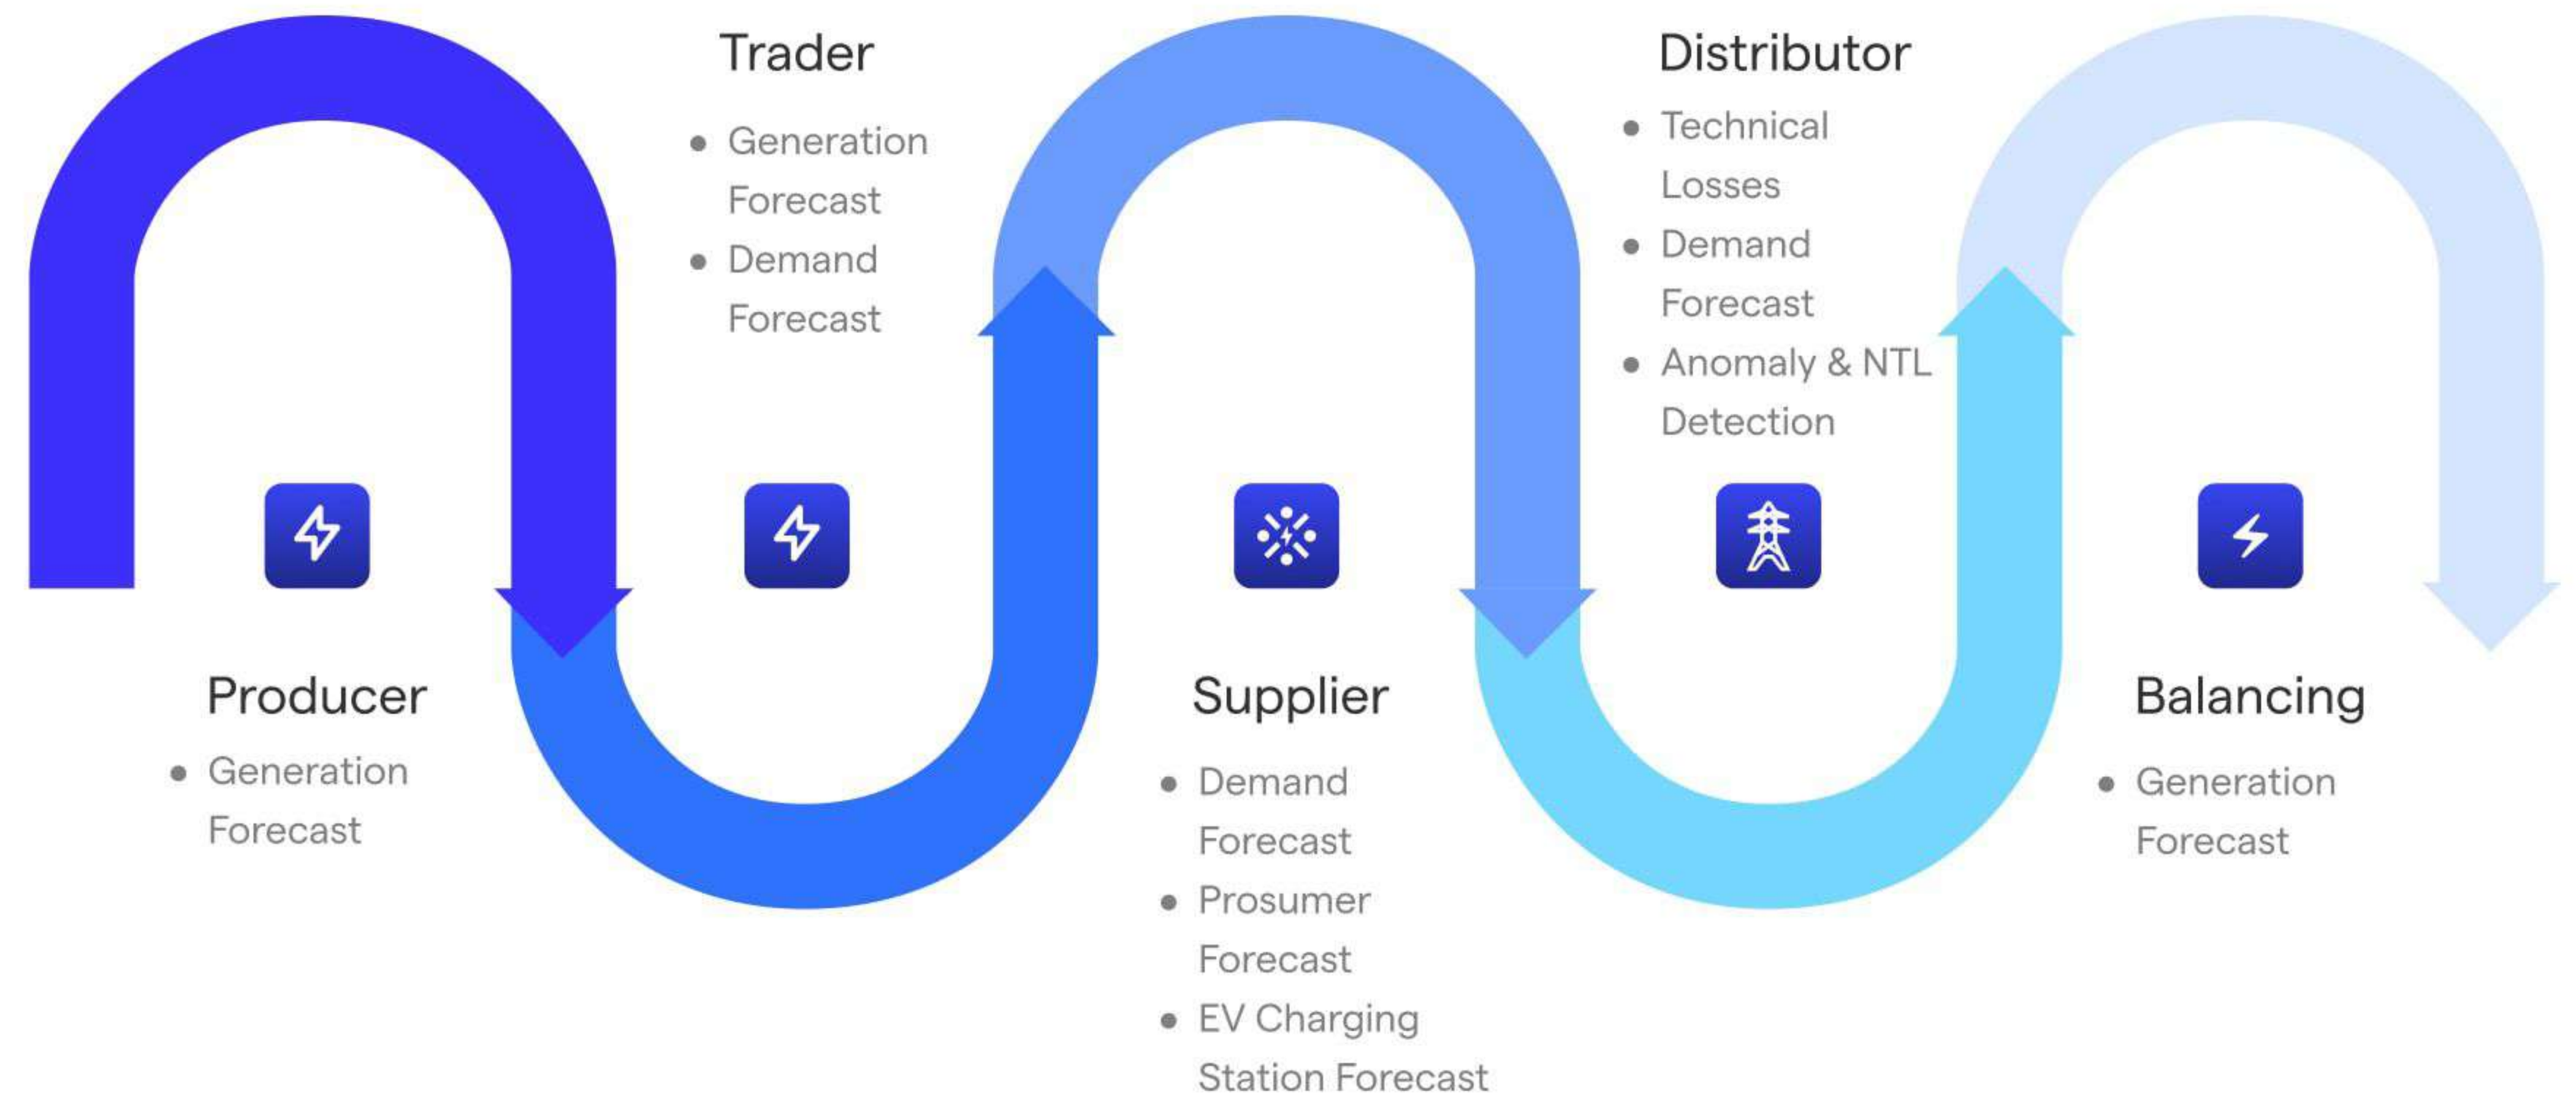 Producer
• Generation
Forecast
Trader
• Generation
Forecast
• Demand
Forecast
Supplier
• Demand
Forecast
• Prosumer
Forecast
• EV Charging
Station Forecast
Distributor
• Technical
Losses
• Demand
Forecast
• Anomaly & NTL
Detection
Balancing
• Generation
Forecast